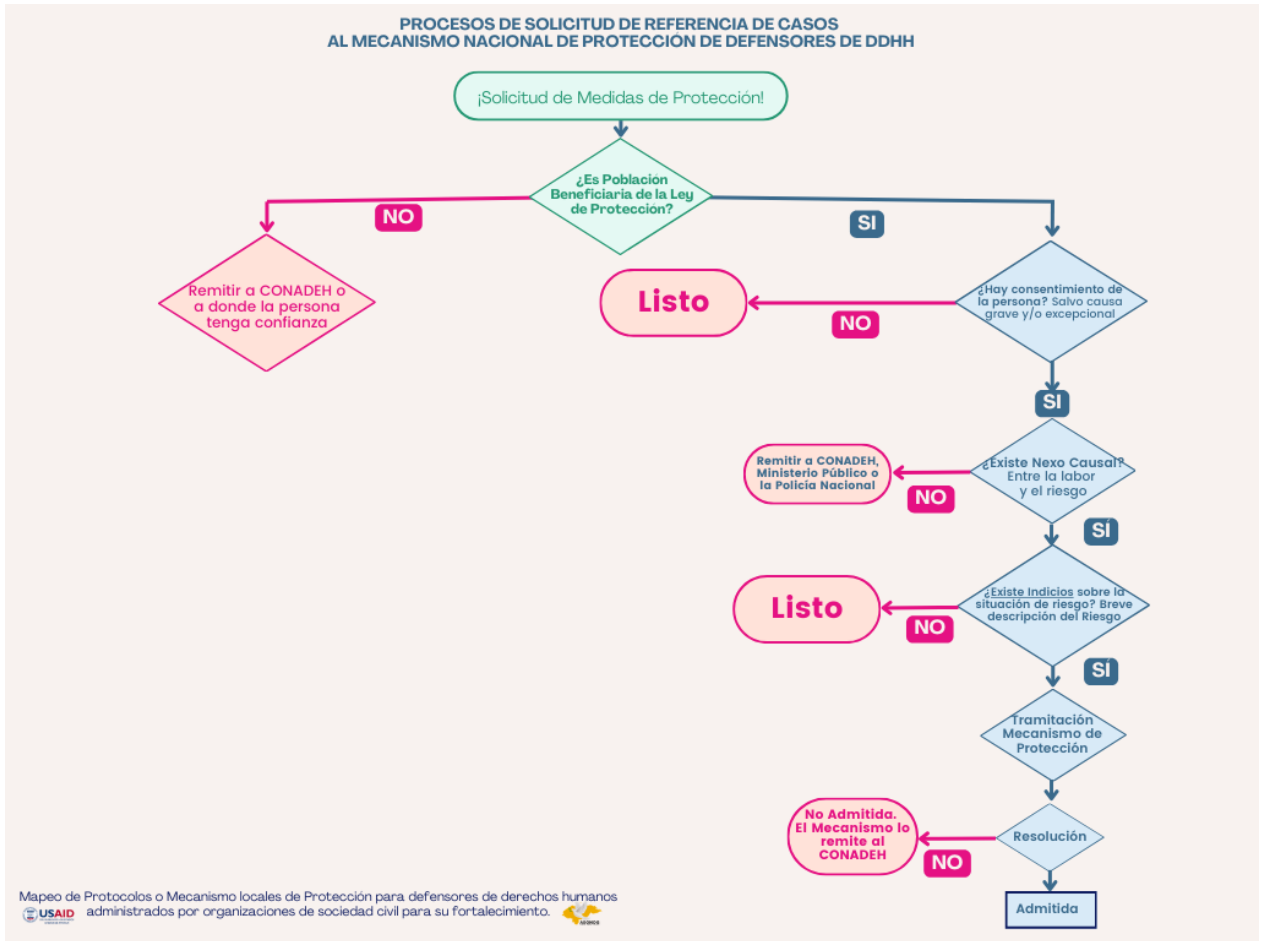 PROCESOS DE SOLICITUD DE REFERENCIA DE CASOS
AL MECANISMO NACIONAL DE PROTECCIÓN DE DEFENSORES DE DDHH
¡Solicitud de Medidas de Protección!
¿Es Población
Beneficiaria de la Ley
de Protección?
NO
SI
Remitir a CONADEH o
a donde la persona
tenga confianza
Listo
NO
¿Hay consentimiento de
la persona? Salvo causa
grave y/o excepcional
SI
Remitir a CONADEH,
Ministerio Público o
la Policía Nacional
NO
¿Existe Nexo Causal?
Entre la labor
y el riesgo
SÍ
Listo
NO
¿Existe Indicios sobre la
situación de riesgo? Breve
descripción del Riesgo
SÍ
Tramitación
Mecanismo de
Protección
No Admitida.
El Mecanismo lo
remite al
CONADEH
NO
Resolución
Admitida
Mapeo de Protocolos o Mecanismo locales de Protección para defensores de derechos humanos
administrados por organizaciones de sociedad civil para su fortalecimiento.
USAID